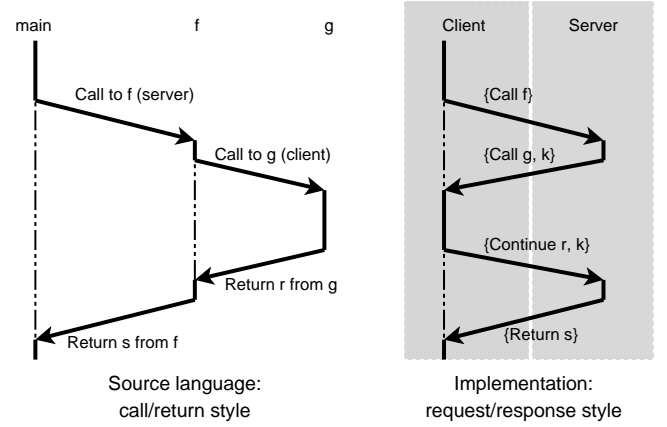 main f g
Call to f (server)
Call to g (client)
Return r from g
Return s from f
Source language:
call/return style
Client Server
{Call f}
{Call g, k}
{Continue r, k}
{Return s}
Implementation:
request/response style